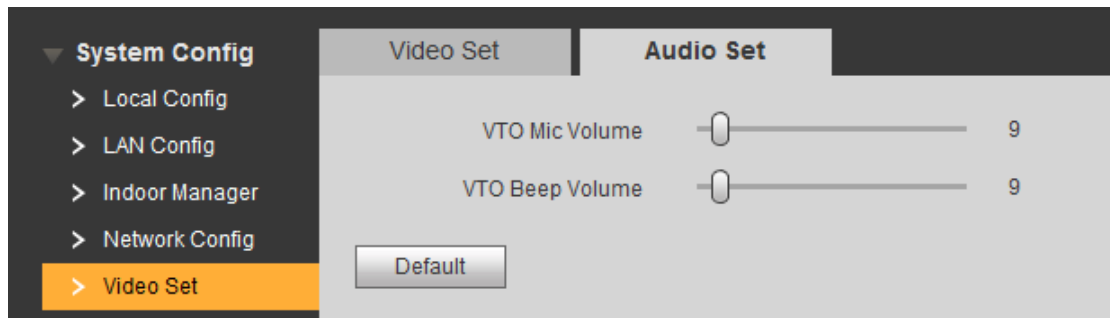 System Config
Local Config
LAN Config
Indoor Manager
Network Config
Video Set
Video Set
Audio Set
VTO Mic Volume 9
VTO Beep Volume 9
Default